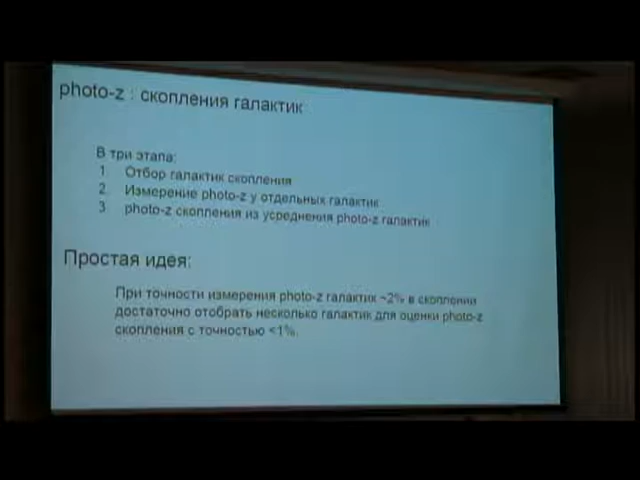 photo-z : скопления галактик
В три этапа:
1 Отбор галактик скопления
2. Измерение photo-z у отдельных галактик
3 photo-z скопления из усреднения photo-z галактик
Простая идея:
При точности измерения photo-z галактик ~2% в скоплении
достаточно отобрать несколько галактик для оценки photo-z
скопления с точностью <1%.